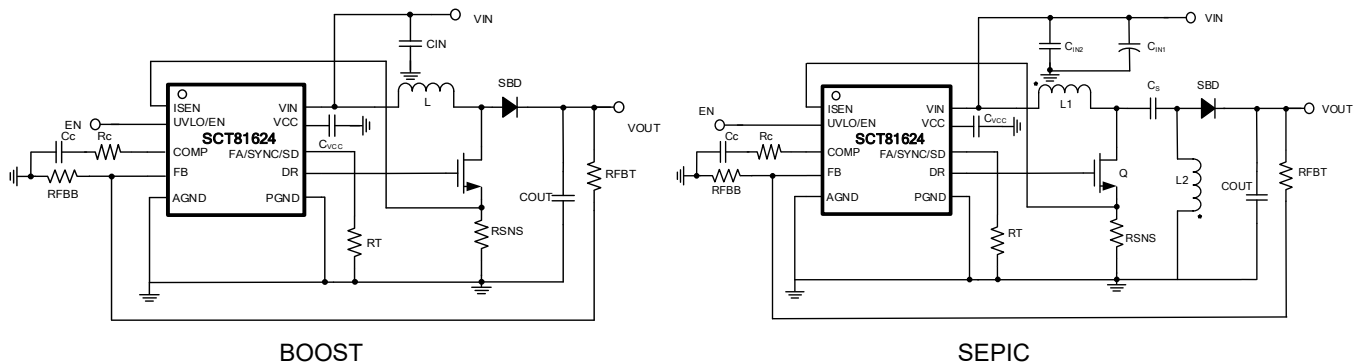 VIN
CIN
L
SBD
VOUT
ISEN
VIN
EN
UVLO/EN
VCC
SCT81624
CVCC
Cc
Rc
COMP
FA/SYNC/SD
RFBB
FB
DR
AGND
PGND
COUT
RFBT
RT
RSNS
BOOST
VIN
CIN2
CIN1
L1
CS
SBD
VOUT
ISEN
VIN
EN
UVLO/EN
VCC
SCT81624
CVCC
Cc
Rc
COMP
FA/SYNC/SD
RFBB
FB
DR
Q
L2
AGND
PGND
COUT
RFBT
RT
RSNS
SEPIC